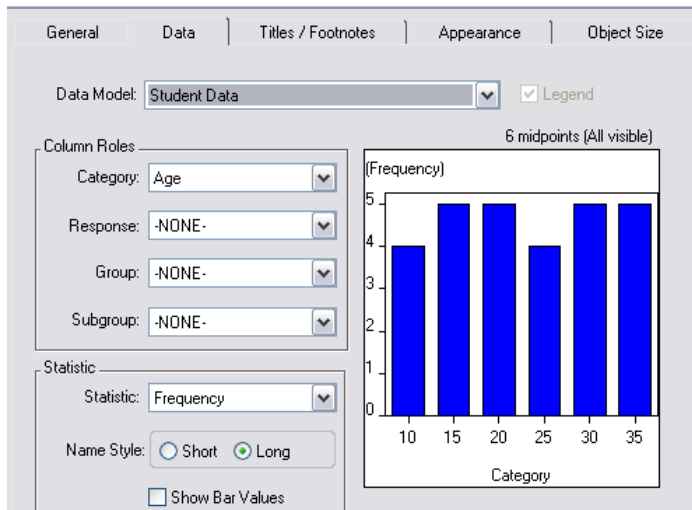 General Data Titles / Footnotes Appearance Object Size
Data Model: Student Data Legend
6 midpoints (All visible)
Column Roles
Category: Age
Response: -NONE-
Group: -NONE-
Subgroup: -NONE-
Statistic
Statistic: Frequency
Name Style: Short Long
Show Bar Values
(Frequency)
5
4
3
2
1
0
10 15 20 25 30 35
Category